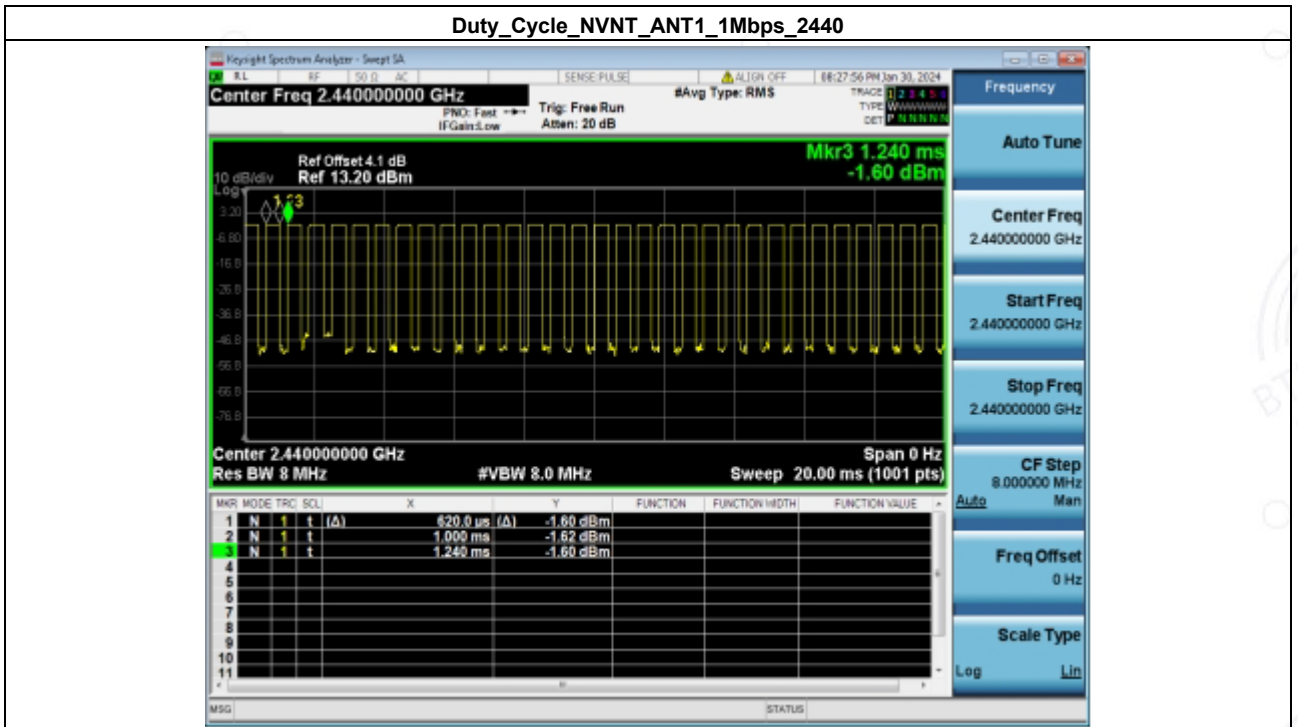 Duty_Cycle_NVNT_ANT1_1Mbps_2440
Keysight Spectrum Analyzer - Swept SA
RL RF 50 Ω AC SENSE:PULSE ALIGN OFF 08:27:56 PM Jan 30, 2024
Center Freq 2.440000000 GHz #Avg Type: RMS TRACE 1 2 3 4 5 6
PNO: Fast Trig: Free Run TYPE WWWWWW
IFGain:Low Atten: 20 dB DET P N N N N N
Frequency
Auto Tune
Mkr3 1.240 ms
-1.60 dBm
Ref Offset 4.1 dB
10 dB/div Ref 13.20 dBm
Log
3
3.20
-6.80
-16.8
-26.8
-36.8
-46.8
-56.8
-66.8
-76.8
Center 2.440000000 GHz Span 0 Hz
Res BW 8 MHz #VBW 8.0 MHz Sweep 20.00 ms (1001 pts)
Center Freq
2.440000000 GHz
Start Freq
2.440000000 GHz
Stop Freq
2.440000000 GHz
CF Step
8.000000 MHz
Auto Man
Freq Offset
0 Hz
Scale Type
Log Lin
MKR MODE TRC SCL X Y FUNCTION FUNCTION WIDTH FUNCTION VALUE
1 N 1 t (Δ) 620.0 us (Δ) -1.60 dBm
2 N 1 t 1.000 ms -1.62 dBm
3 N 1 t 1.240 ms -1.60 dBm
4
5
6
7
8
9
10
11
MSG STATUS